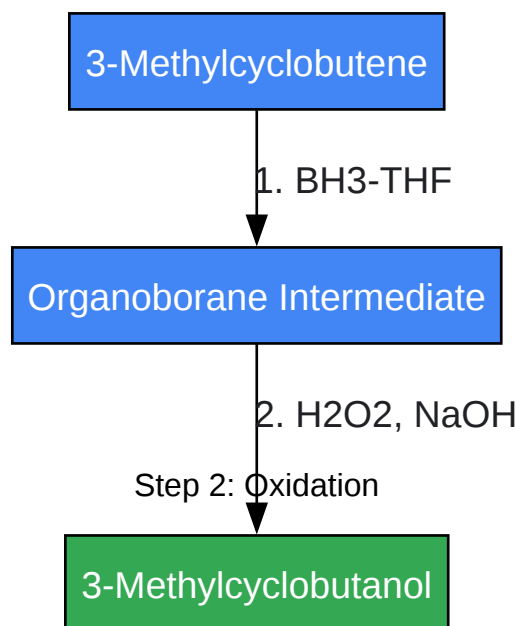 3-Methylcyclobutene
1. BH3-THF
Organoborane Intermediate
2. H2O2, NaOH
Step 2: Oxidation
3-Methylcyclobutanol